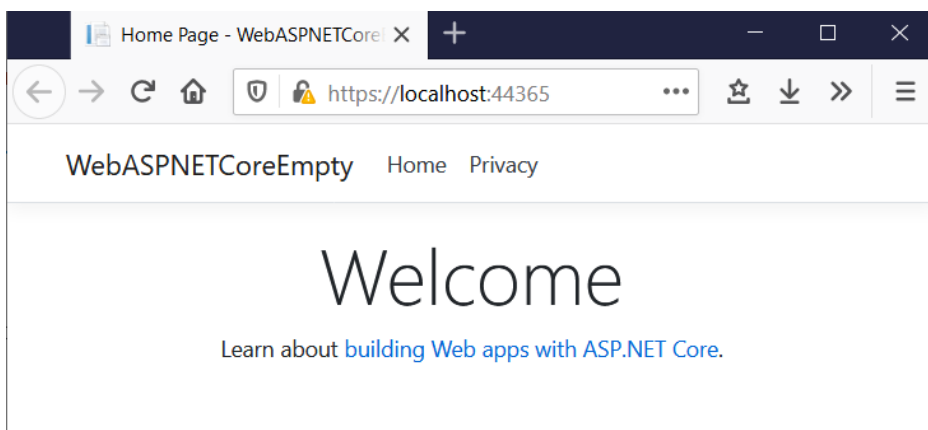 Home Page - WebASPNETCore
https://localhost:44365
WebASPNETCoreEmpty Home Privacy
Welcome
Learn about building Web apps with ASP.NET Core.